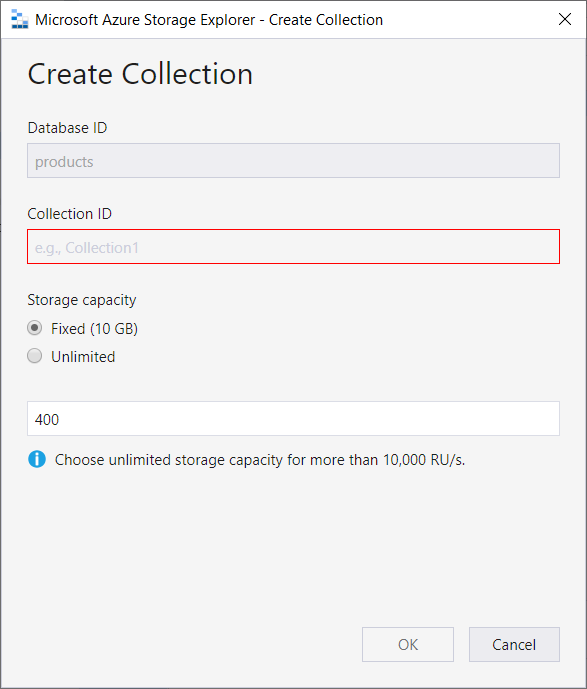 Microsoft Azure Storage Explorer - Create Collection
Create Collection
Database ID
products
Collection ID
e.g., Collection1
Storage capacity
Fixed (10 GB)
Unlimited
400
Choose unlimited storage capacity for more than 10,000 RU/s.
OK
Cancel